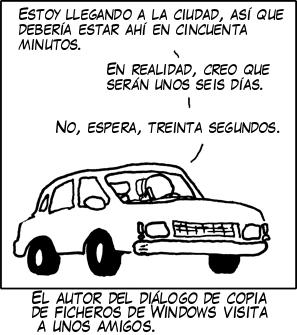 Estoy llegando a la ciudad, así que
debería estar ahí en cincuenta
minutos.
En realidad, creo que
serán unos seis días.
No, espera, treinta segundos.
El autor del diálogo de copia
de ficheros de Windows visita
a unos amigos.